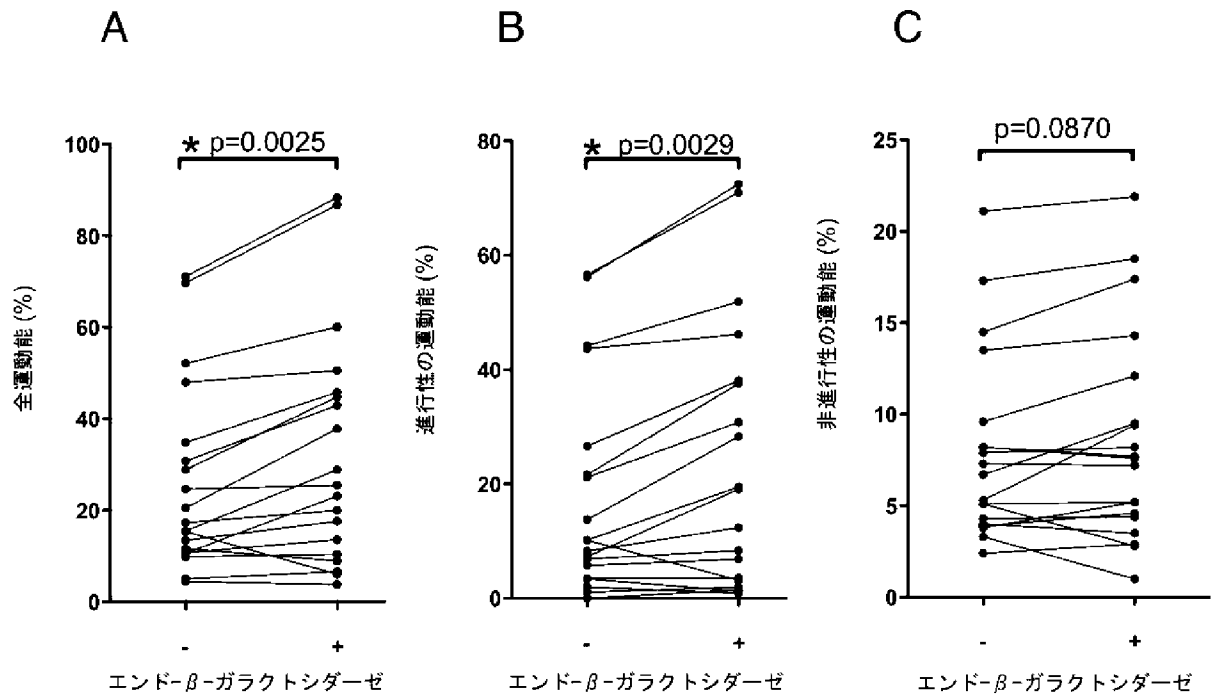 A
B
C
* p=0.0025
* p=0.0029
p=0.0870
全運動能 (%)
100
80
60
40
20
0
- +
エンド-β-ガラクトシダーゼ
進行性の運動能 (%)
80
60
40
20
0
- +
エンド-β-ガラクトシダーゼ
非進行性の運動能 (%)
25
20
15
10
5
0
- +
エンド-β-ガラクトシダーゼ